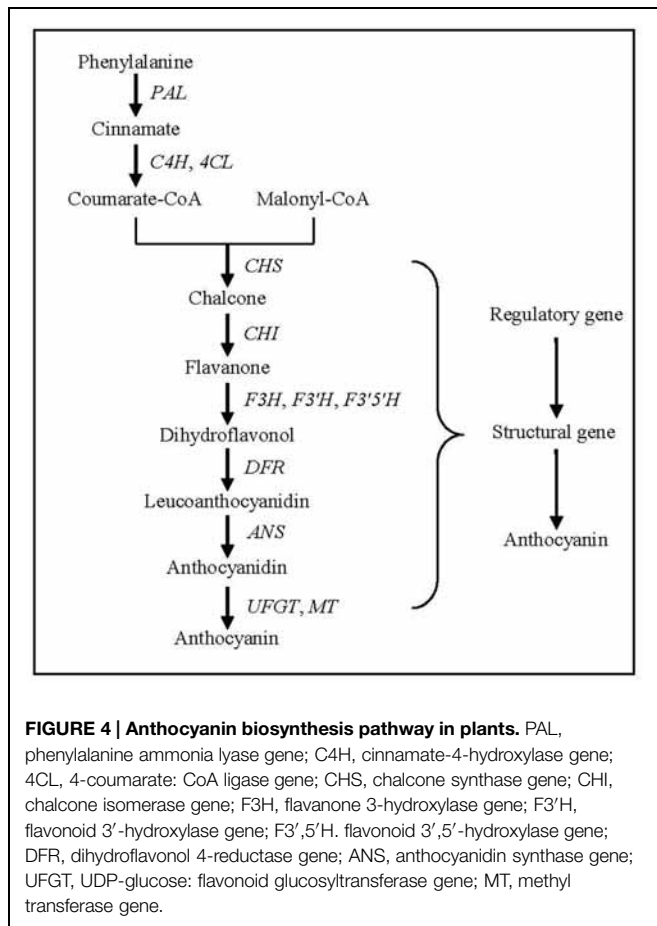 Phenylalanine
PAL
Cinnamate
C4H, 4CL
Coumarate-CoA Malonyl-CoA
CHS
Chalcone
CHI
Flavanone
F3H, F3'H, F3'5'H
Dihydroflavonol
DFR
Leucoanthocyanidin
ANS
Anthocyanidin
UFGT, MT
Anthocyanin
Regulatory gene
Structural gene
Anthocyanin
FIGURE 4 | Anthocyanin biosynthesis pathway in plants. PAL,
phenylalanine ammonia lyase gene; C4H, cinnamate-4-hydroxylase gene;
4CL, 4-coumarate: CoA ligase gene; CHS, chalcone synthase gene; CHI,
chalcone isomerase gene; F3H, flavanone 3-hydroxylase gene; F3′H,
flavonoid 3′-hydroxylase gene; F3′,5′H. flavonoid 3′,5′-hydroxylase gene;
DFR, dihydroflavonol 4-reductase gene; ANS, anthocyanidin synthase gene;
UFGT, UDP-glucose: flavonoid glucosyltransferase gene; MT, methyl
transferase gene.